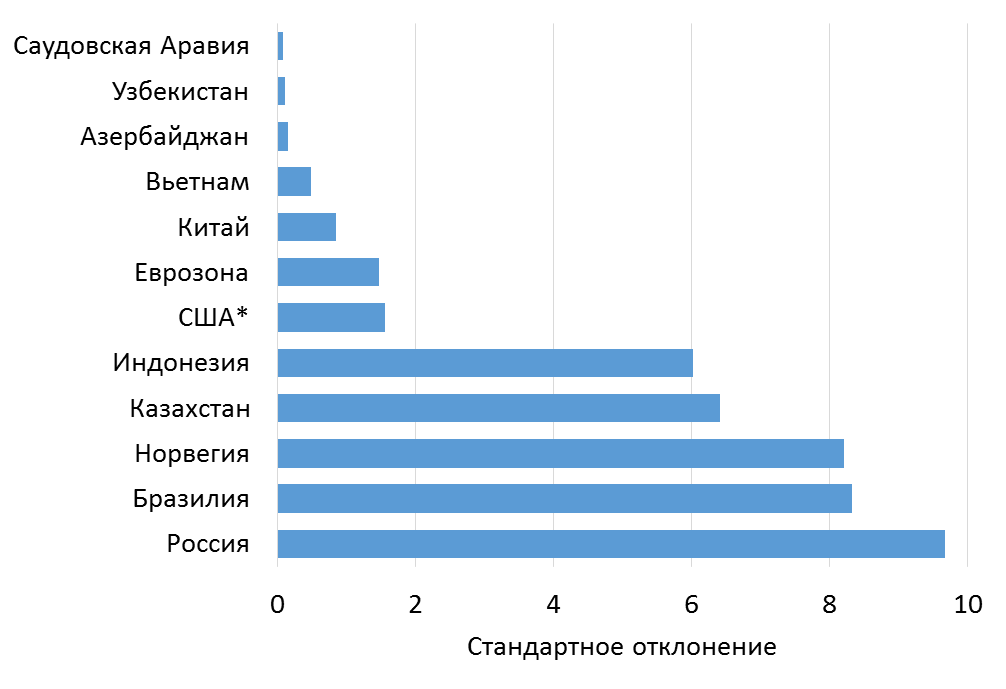 Саудовская Аравия
Узбекистан
Азербайджан
Вьетнам
Китай
Еврозона
США*
Индонезия
Казахстан
Норвегия
Бразилия
Россия
0 2 4 6 8 10
Стандартное отклонение